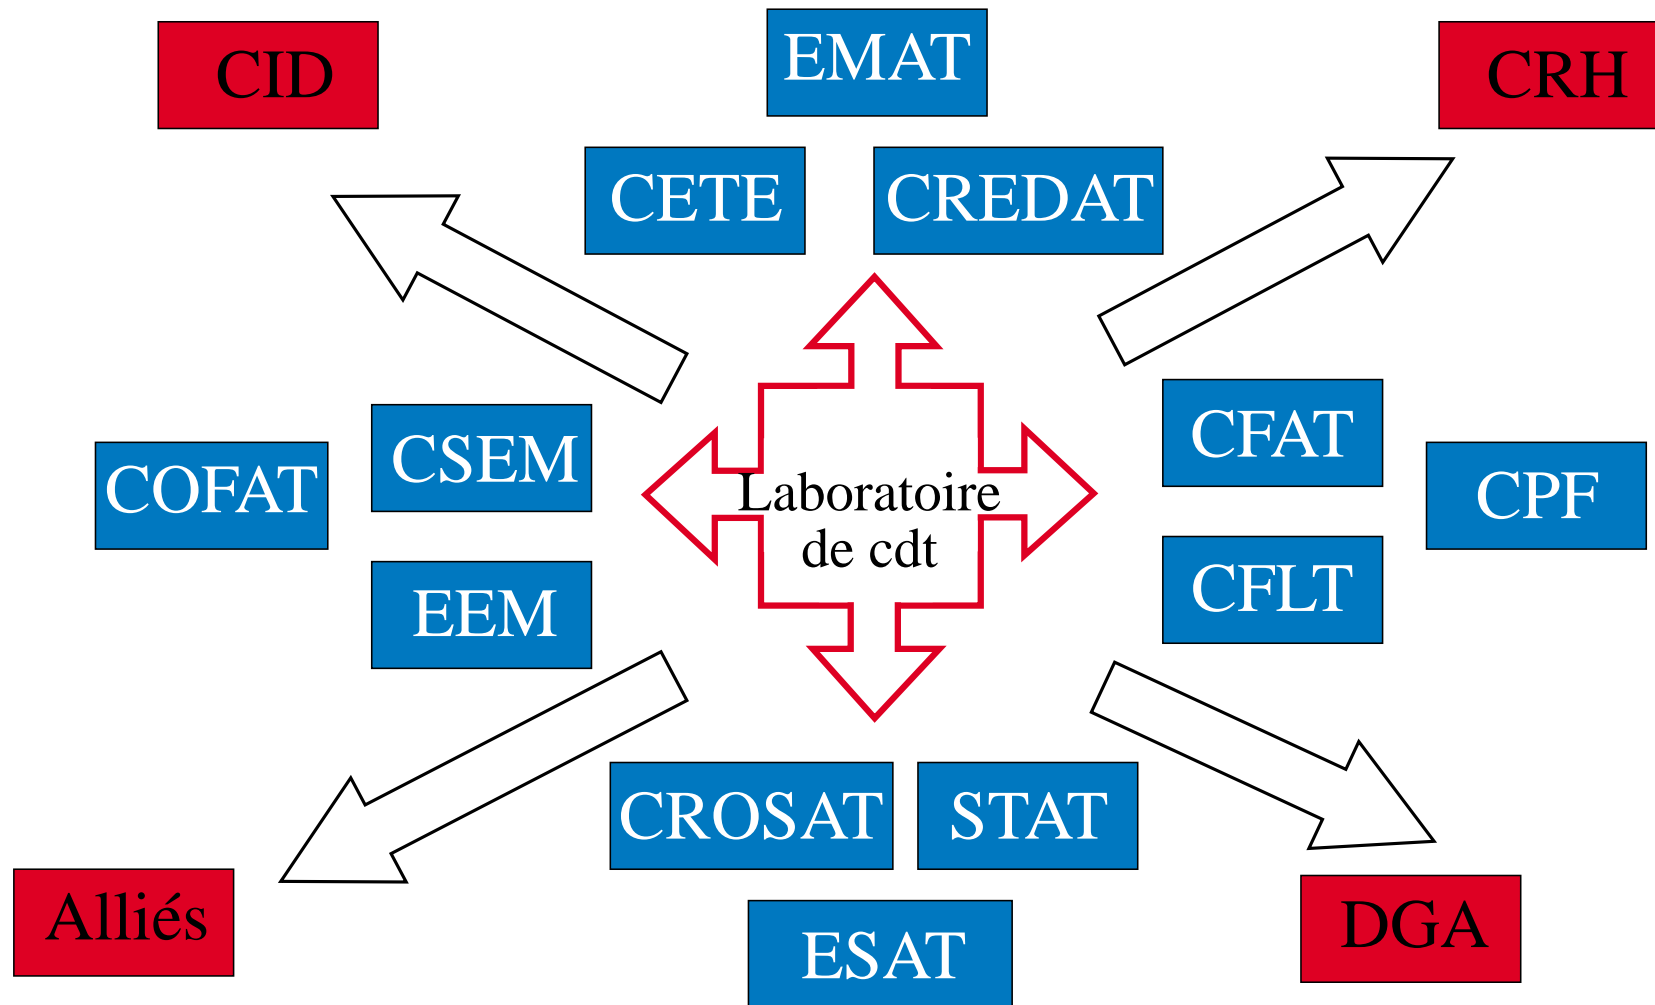 EMAT
CID
CRH
CETE
CREDAT
CSEM
CFAT
COFAT
CPF
Laboratoire
de cdt
EEM
CFLT
CROSAT
STAT
Alliés
DGA
ESAT